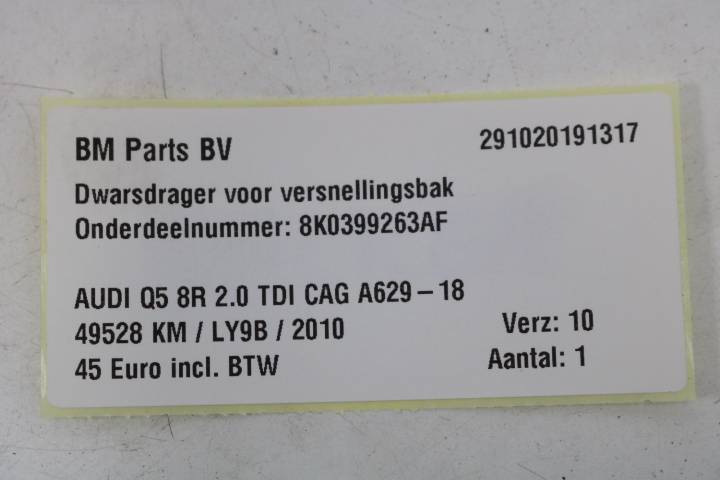 BM Parts BV 291020191317
Dwarsdrager voor versnellingsbak
Onderdeelnummer: 8K0399263AF
AUDI Q5 8R 2.0 TDI CAG A629-18
49528 KM / LY9B / 2010 Verz: 10
45 Euro incl. BTW Aantal: 1